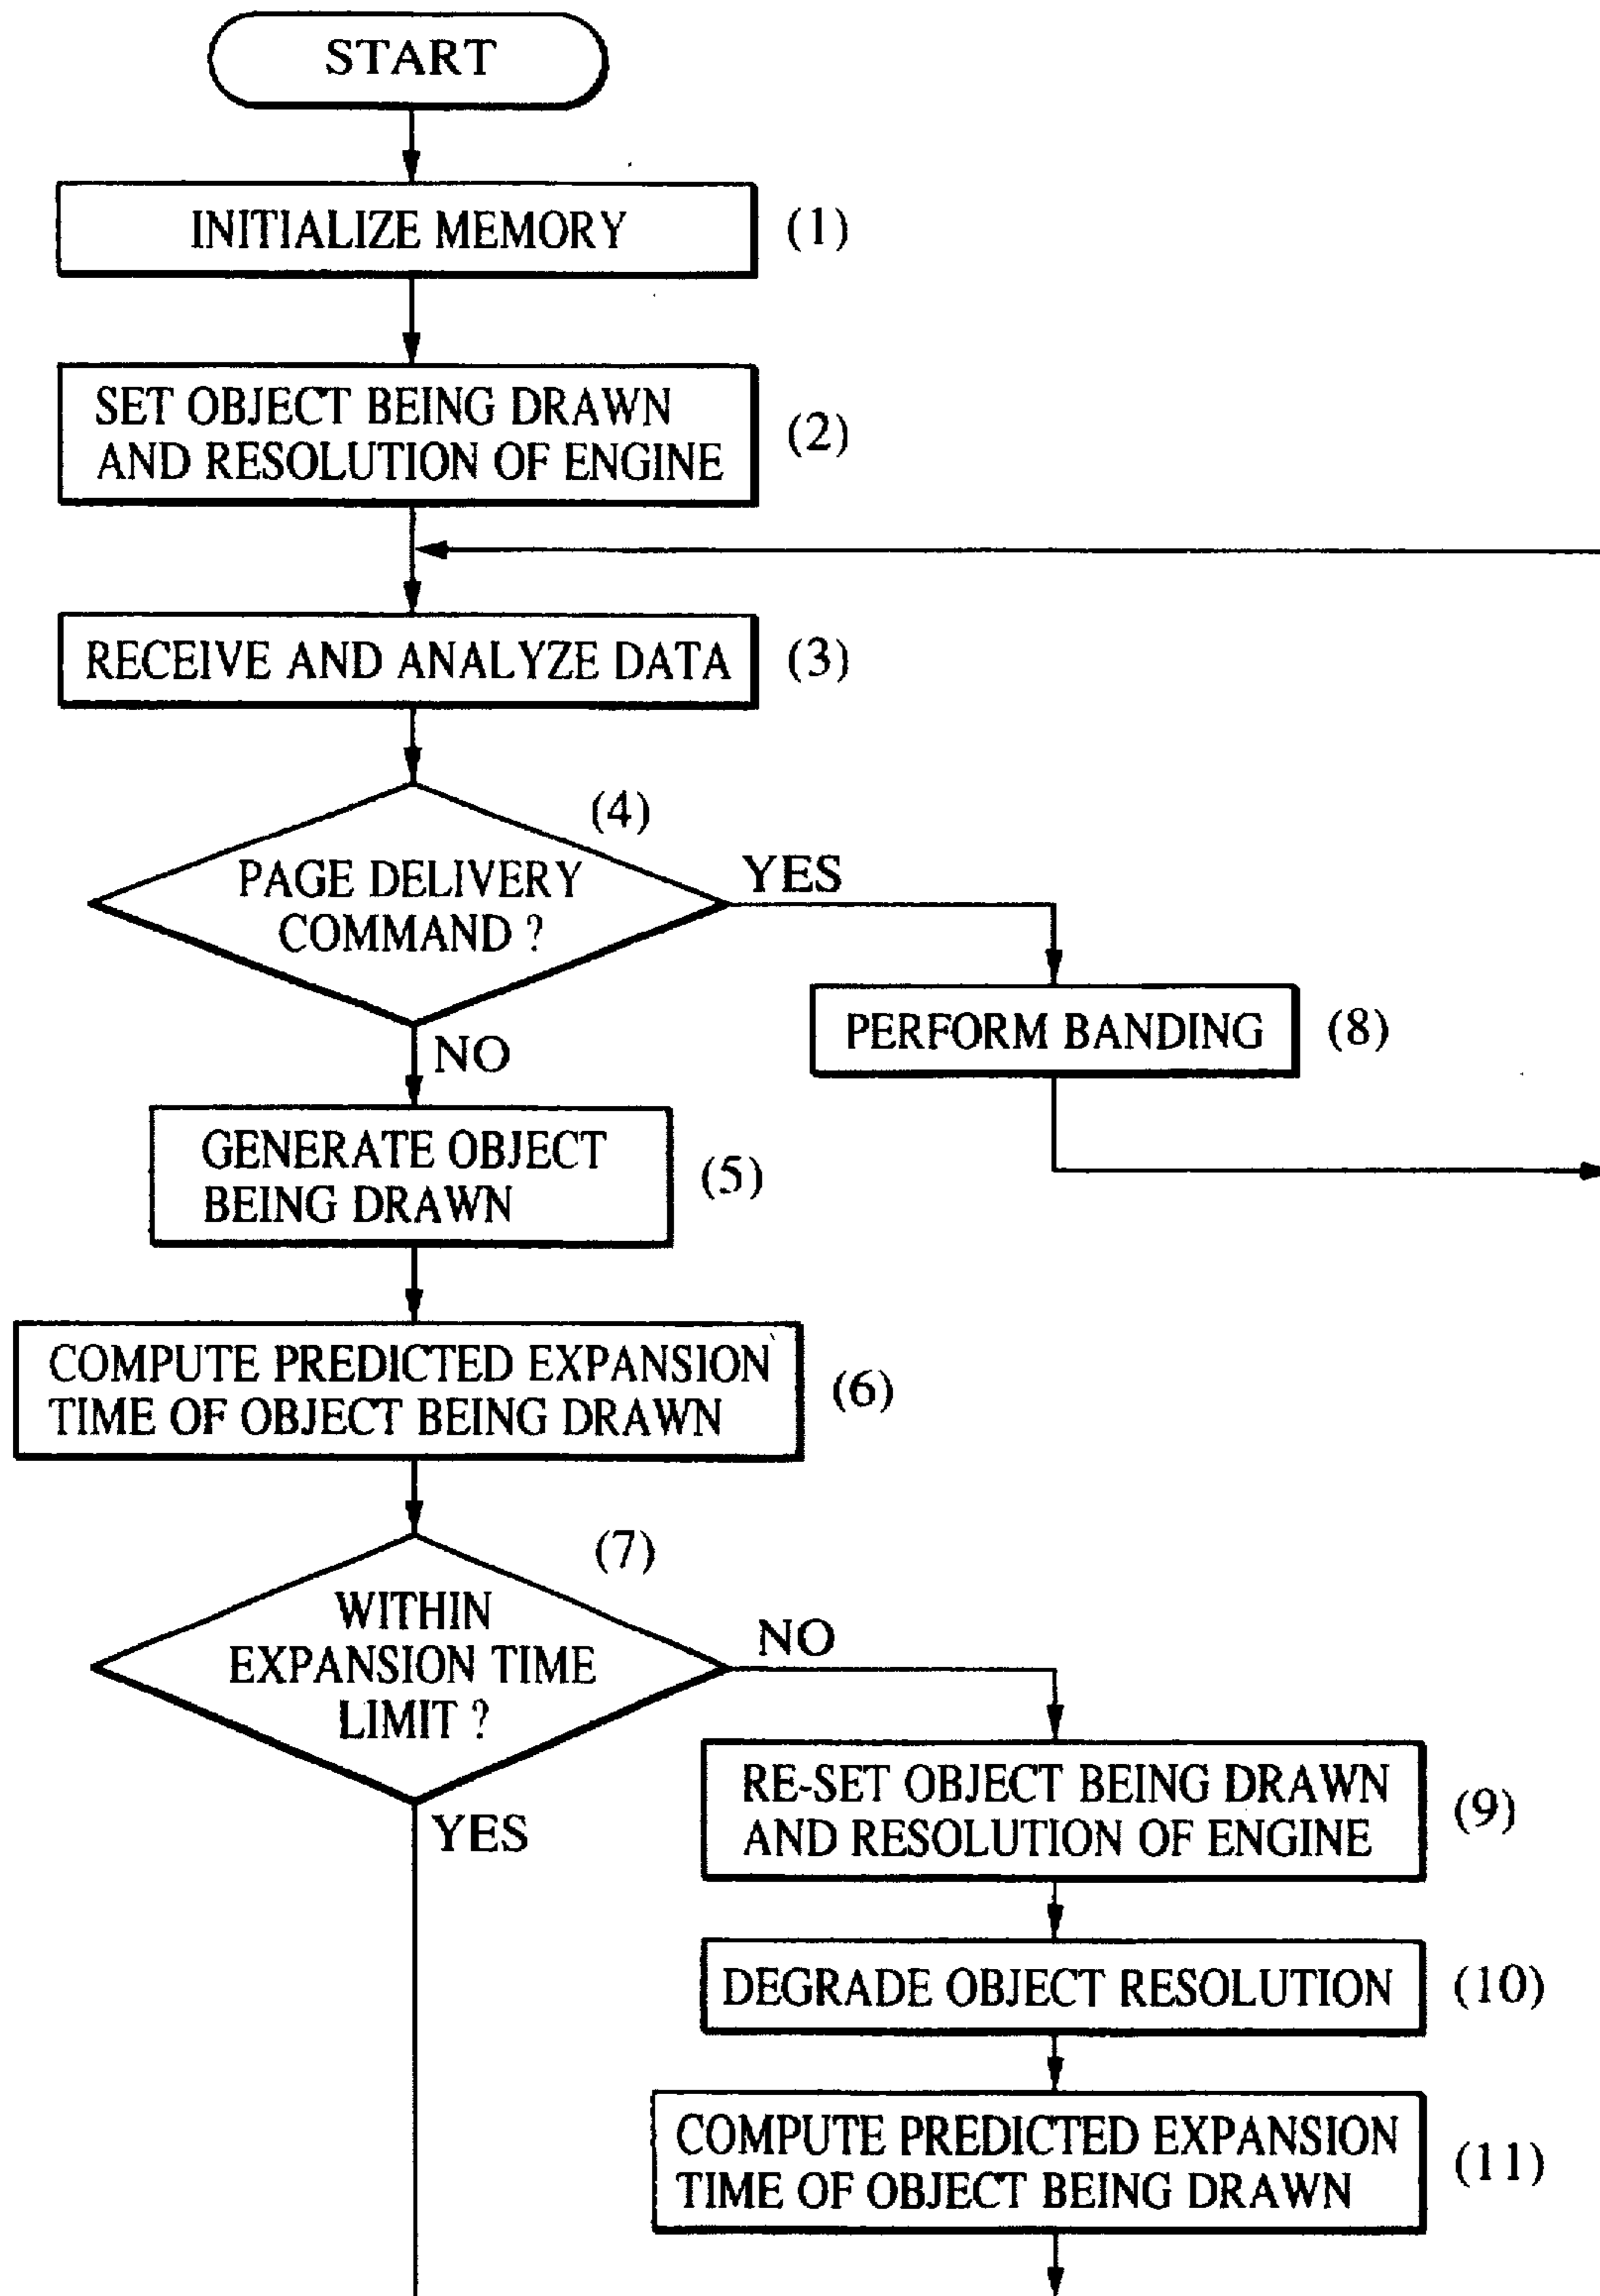 START
INITIALIZE MEMORY (1)
SET OBJECT BEING DRAWN
AND RESOLUTION OF ENGINE
(2)
RECEIVE AND ANALYZE DATA (3)
(4)
PAGE DELIVERY
COMMAND ?
YES
NO
PERFORM BANDING (8)
GENERATE OBJECT
BEING DRAWN
(5)
COMPUTE PREDICTED EXPANSION
TIME OF OBJECT BEING DRAWN
(6)
(7)
WITHIN
EXPANSION TIME
LIMIT ?
NO
YES
RE-SET OBJECT BEING DRAWN
AND RESOLUTION OF ENGINE
(9)
DEGRADE OBJECT RESOLUTION (10)
COMPUTE PREDICTED EXPANSION
TIME OF OBJECT BEING DRAWN
(11)